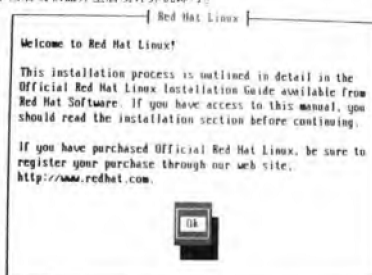 Red Hat Linux
Welcome to Red Hat Linux!
This installation process is outlined in detail in the
Official Red Hat Linux Installation Guide available from
Red Hat Software. If you have access to this manual, you
should read the installation section before continuing.
If you have purchased Official Red Hat Linux, be sure to
register your purchase through our web site,
http://www.redhat.com.
Ok